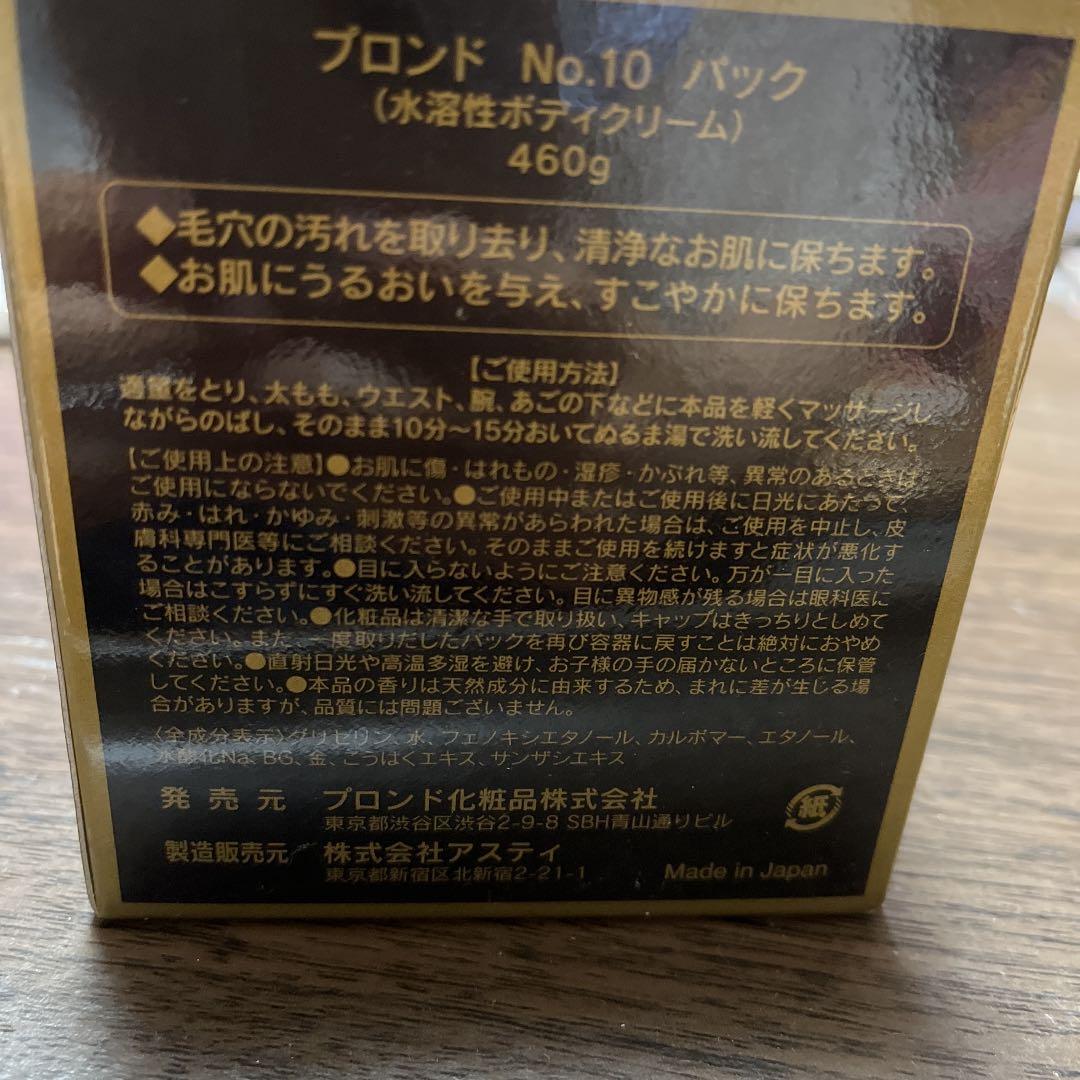 ブロンド No.10 パック
(水溶性ボディクリーム)
460g
◆毛穴の汚れを取り去り、清浄なお肌に保ちます。
◆お肌にうるおいを与え、すこやかに保ちます。
【ご使用方法】
適量をとり、太もも、ウエスト、腕、あごの下などに本品を軽くマッサージし
ながらのばし、そのまま10分〜15分おいてぬるま湯で洗い流してください。
【ご使用上の注意】●お肌に傷・はれもの・湿疹・かぶれ等、異常のあるときは
ご使用にならないでください。●ご使用中またはご使用後に日光にあたって、
赤み・はれ・かゆみ・刺激等の異常があらわれた場合は、ご使用を中止し、皮
膚科専門医等にご相談ください。そのままご使用を続けますと症状が悪化す
ることがあります。●目に入らないようにご注意ください。万が一目に入った
場合はこすらずにすぐ洗い流してください。目に異物感が残る場合は眼科医に
ご相談ください。●化粧品は清潔な手で取り扱い、キャップはきっちりとしめて
ください。また、一度取りだしたパックを再び容器に戻すことは絶対におやめ
ください。●直射日光や高温多湿を避け、お子様の手の届かないところに保管
してください。●本品の香りは天然成分に由来するため、まれに差が生じる場
合がありますが、品質には問題ございません。
〈全成分表示〉グリセリン、水、フェノキシエタノール、カルボマー、エタノール、
水酸化Na、BG、金、こうはくエキス、サンザシエキス
発売元 ブロンド化粧品株式会社
東京都渋谷区渋谷2-9-8 SBH青山通りビル
紙
製造販売元 株式会社アスティ
東京都新宿区北新宿2-21-1
Made in Japan